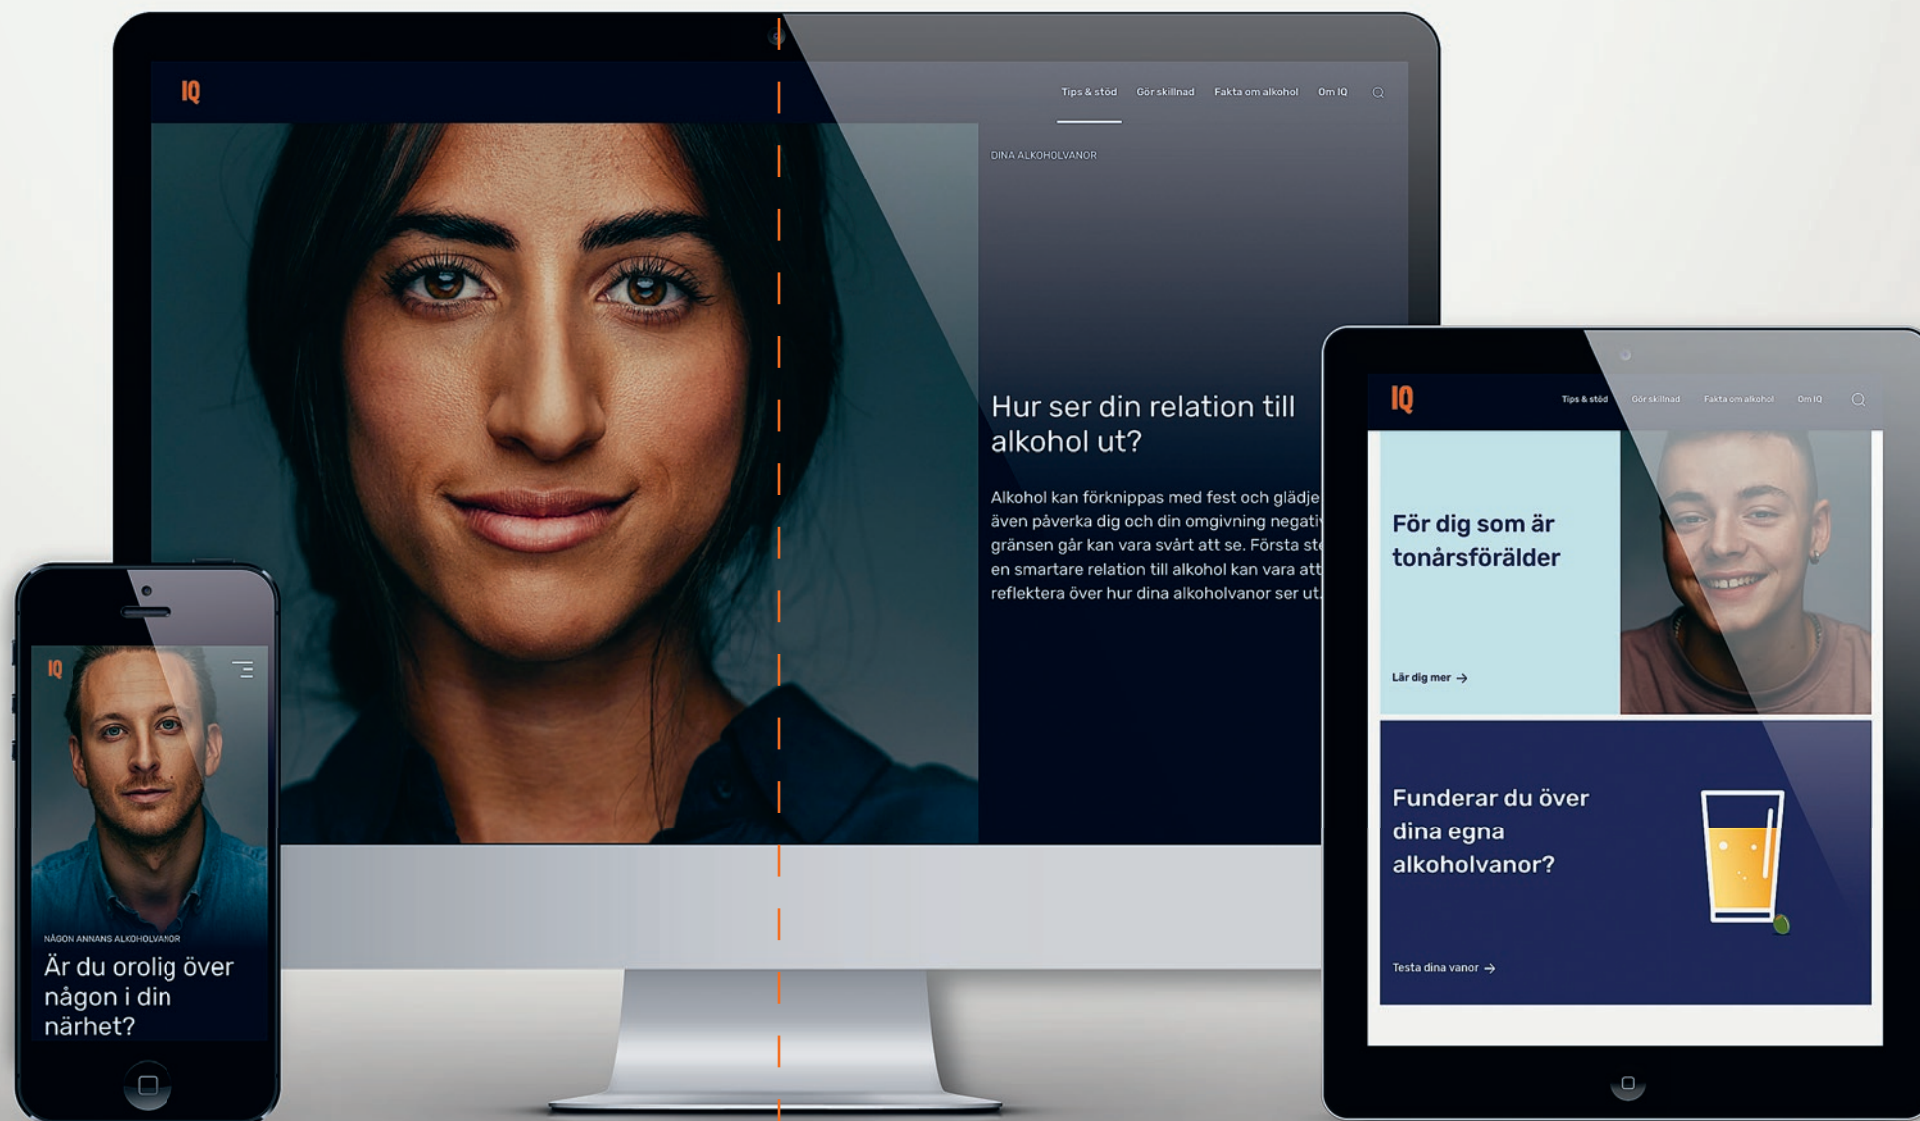 IQ
Tips & stöd Gör skillnad Fakta om alkohol Om IQ
DINA ALKOHOLVANOR
Hur ser din relation till
alkohol ut?
Alkohol kan förknippas med fest och glädje
även påverka dig och din omgivning
gränsen går kan vara svårt att se. Första
en smartare relation till alkohol kan vara att
reflektera över hur dina alkoholvanor ser ut.
IQ
NÅGON ANNANS ALKOHOLVANOR
Är du orolig över
någon i din
närhet?
IQ
Tips & stöd Gör skillnad Fakta om alkohol Om IQ
För dig som är
tonårsförälder
Lär dig mer →
Funderar du över
dina egna
alkoholvanor?
Testa dina vanor →